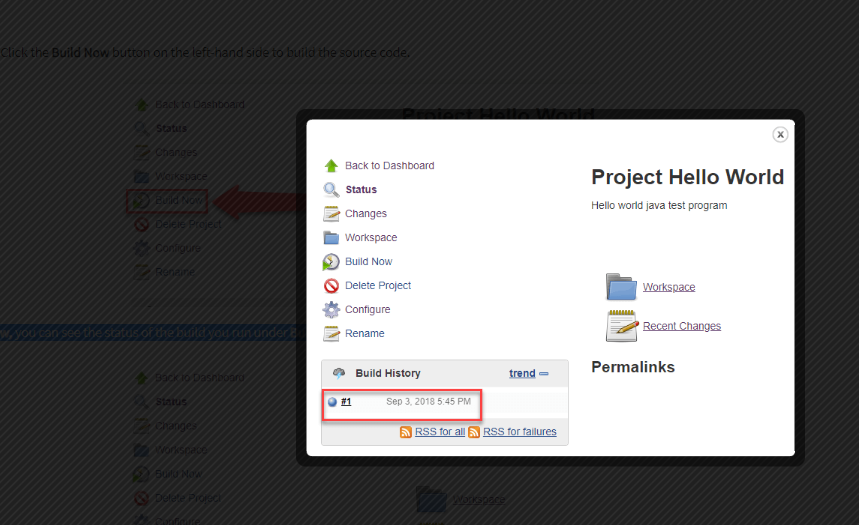 Click the Build Now button on the left-hand side to build the source code.
Back to Dashboard
Status
Changes
Workspace
Build Now
Delete Project
Configure
Rename
Project Hello World
x
Back to Dashboard
Status
Changes
Workspace
Build Now
Delete Project
Configure
Rename
Build History trend
#1 Sep 3, 2018 5:45 PM
RSS for all RSS for failures
Project Hello World
Hello world java test program
Workspace
Recent Changes
Permalinks
you can see the status of the build you run under
Back to Dashboard
Status
Changes
Workspace
Build Now
Delete Project
Configure
Workspace